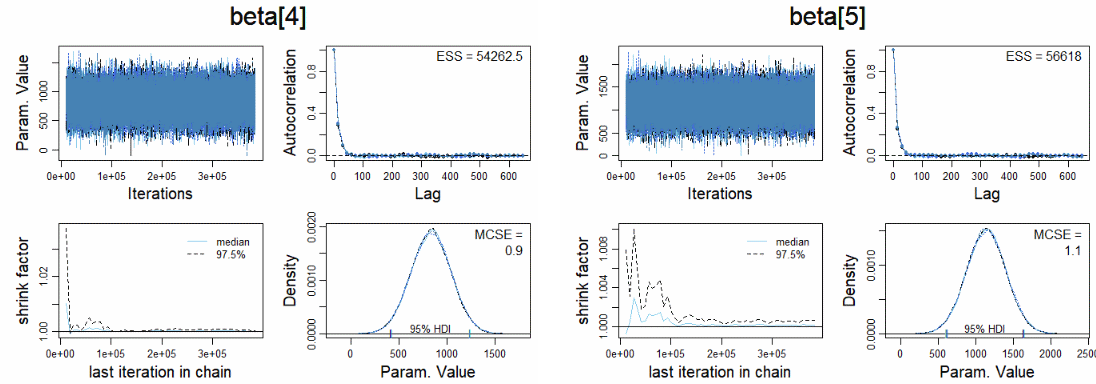 beta[4]
Param. Value
0 500 1000
0e+00 1e+05 2e+05 3e+05
Iterations
Autocorrelation
0.0 0.4 0.8
ESS = 54262.5
0 100 200 300 400 500 600
Lag
shrink factor
1.00 1.02
median
97.5%
0e+00 1e+05 2e+05 3e+05
last iteration in chain
Density
0.0000 0.0010 0.0020
MCSE =
0.9
95% HDI
0 500 1000 1500
Param. Value
beta[5]
Param. Value
0 500 1500
0e+00 1e+05 2e+05 3e+05
Iterations
Autocorrelation
0.0 0.4 0.8
ESS = 56618
0 100 200 300 400 500 600
Lag
shrink factor
1.000 1.004 1.008
median
97.5%
0e+00 1e+05 2e+05 3e+05
last iteration in chain
Density
0.0000 0.0010
MCSE =
1.1
95% HDI
0 500 1000 1500 2000 2500
Param. Value